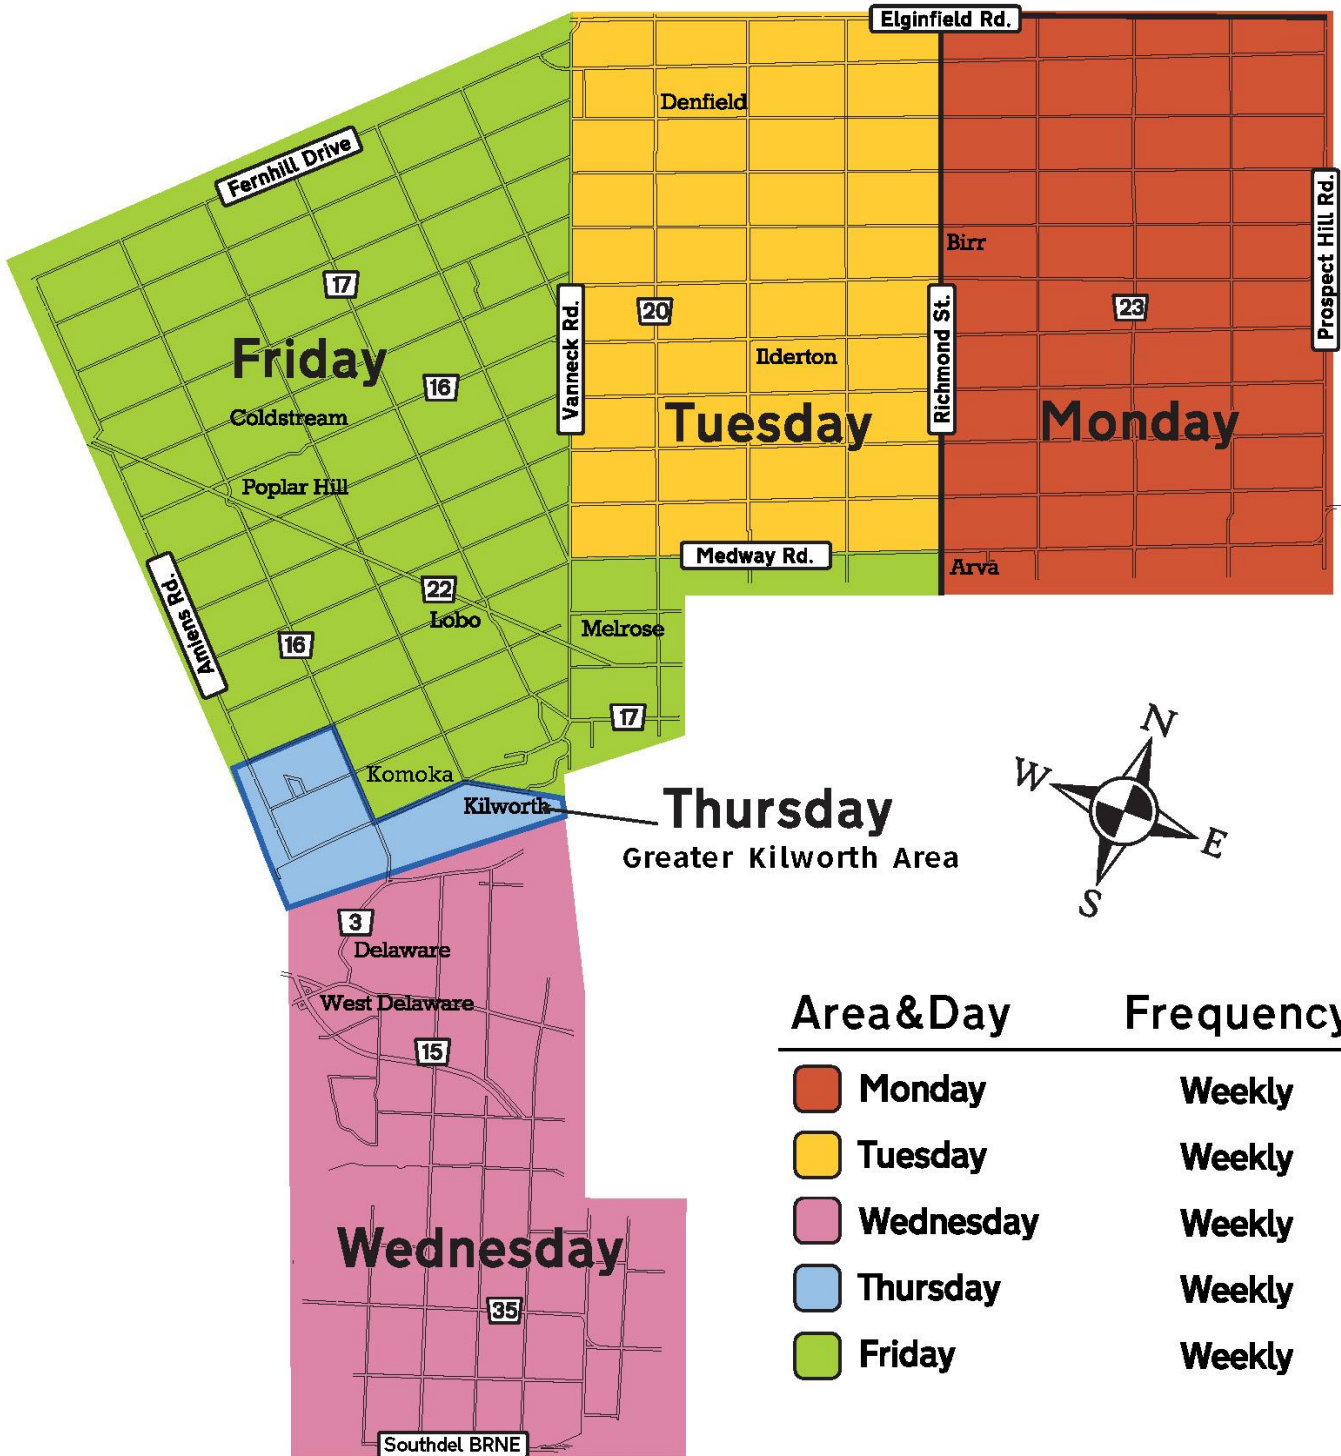 Elginfield Rd.
Denfield
Fernhill Drive
Prospect Hill Rd.
Birr
17
Vanneck Rd.
20
Richmond St.
23
Friday
Ilderton
16
Coldstream
Tuesday
Monday
Poplar Hill
Medway Rd.
Arva
Amiens Rd.
22
Lobo
Melrose
16
17
N
Komoka
W
Kilworth
Thursday
E
Greater Kilworth Area
S
3
Delaware
West Delaware
15
Area&Day Frequency
Monday Weekly
Tuesday Weekly
Wednesday Weekly
Thursday Weekly
Friday Weekly
Wednesday
35
Southdel BRNE